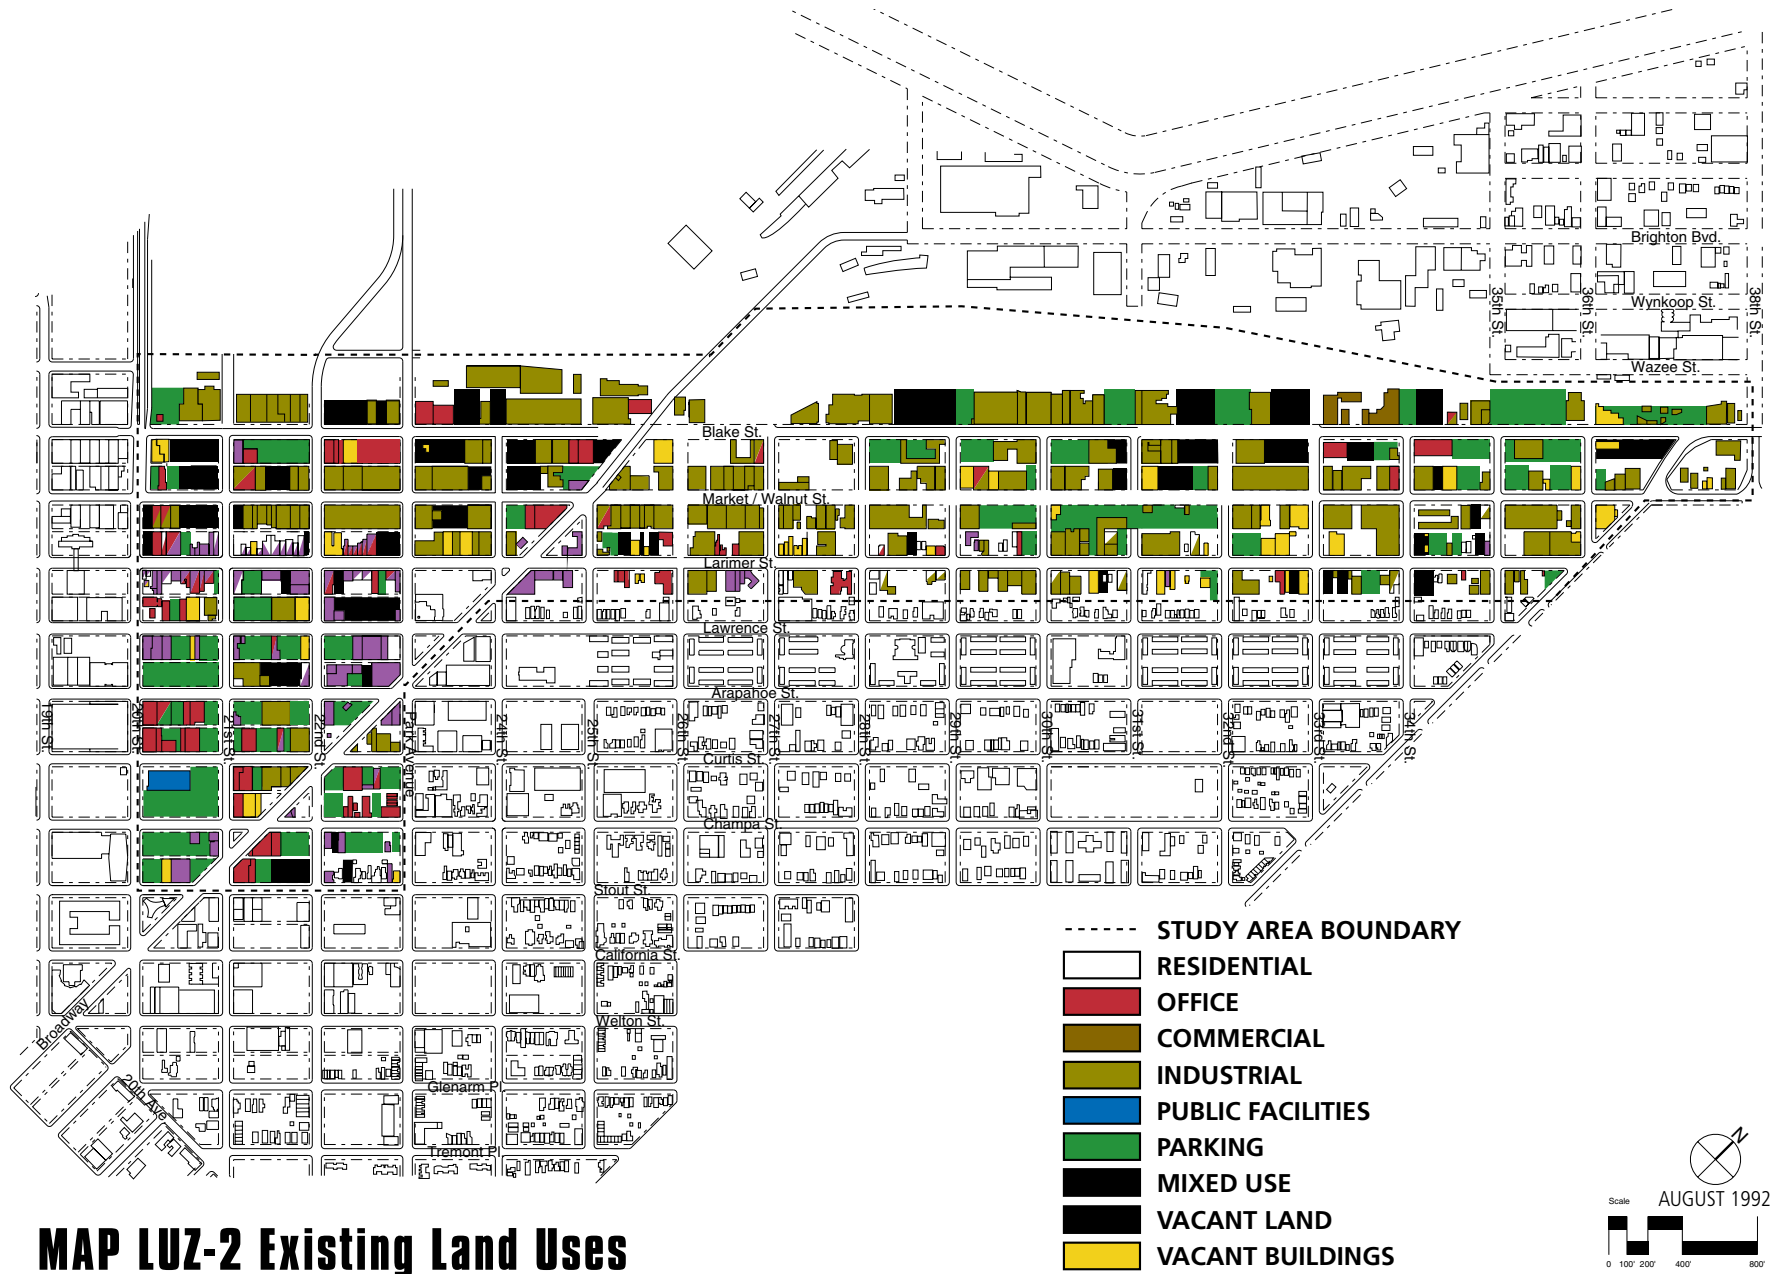 Brighton Bvd.
35th St.
36th St.
38th St.
Wynkoop St.
Wazee St.
Blake St.
Market / Walnut St.
Larimer St.
Lawrence St.
Arapahoe St.
19th St.
20th St.
21st St.
22nd St.
Park Avenue
24th St.
25th St.
26th St.
27th St.
28th St.
29th St.
30th St.
31st St.
32nd St.
33rd St.
34th St.
Curtis St.
Champa St.
Stout St.
California St.
Broadway
Welton St.
20th Ave
Glenarm Pl.
Tremont Pl
STUDY AREA BOUNDARY
RESIDENTIAL
OFFICE
COMMERCIAL
INDUSTRIAL
PUBLIC FACILITIES
PARKING
MIXED USE
VACANT LAND
VACANT BUILDINGS
N
AUGUST 1992
Scale
0 100' 200' 400' 800'
MAP LUZ-2 Existing Land Uses